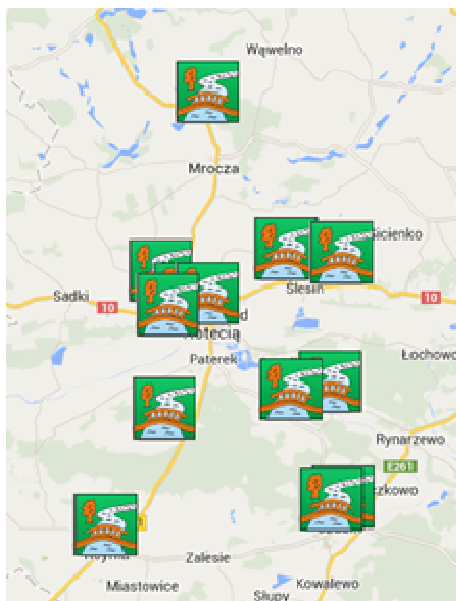 Wąwelno
Mrocza
Sadki
10
Ślesin
10
Łochowo
Paterek
Rynarzewo
E261
Zalesie
Miastowice
Kowalewo
Słupy